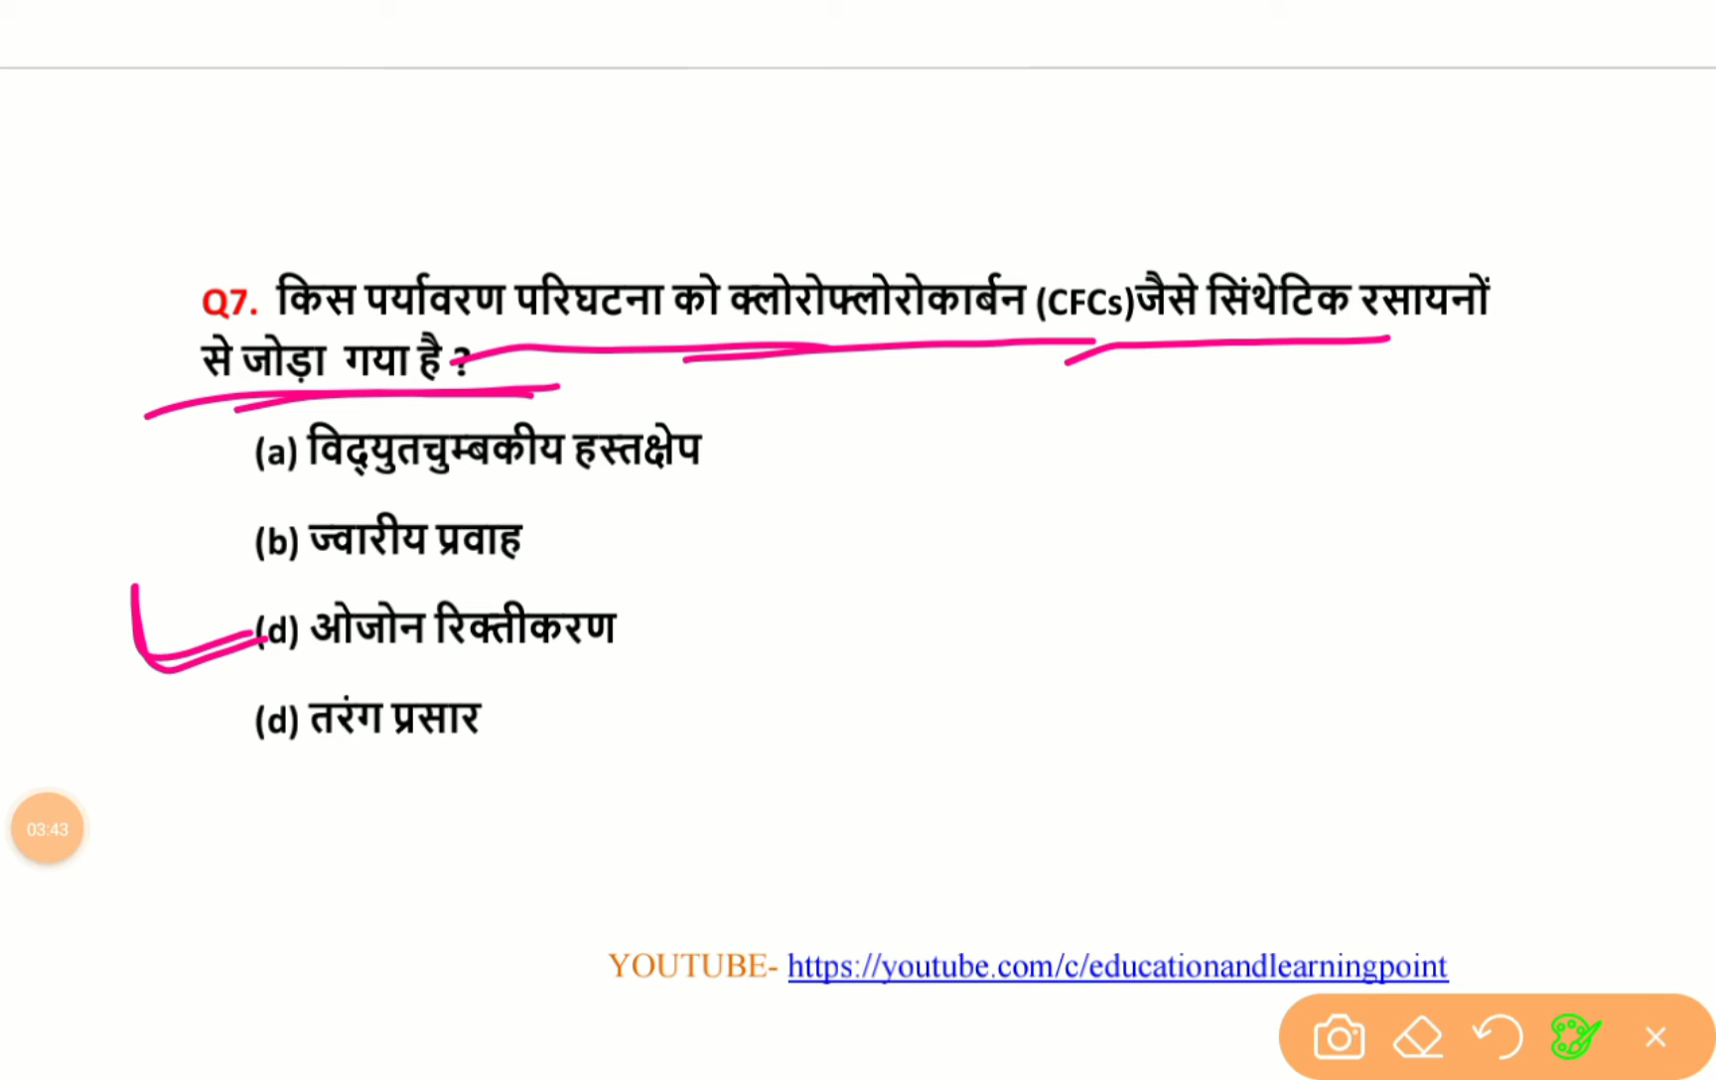 Q7. किस पर्यावरण परिघटना को क्लोरोफ्लोरोकार्बन (CFCs)जैसे सिंथेटिक रसायनों
से जोड़ा गया है ?
(a) विद्युतचुम्बकीय हस्तक्षेप
(b) ज्वारीय प्रवाह
(d) ओजोन रिक्तीकरण
(d) तरंग प्रसार
03:43
YOUTUBE- https://youtube.com/c/educationandlearningpoint